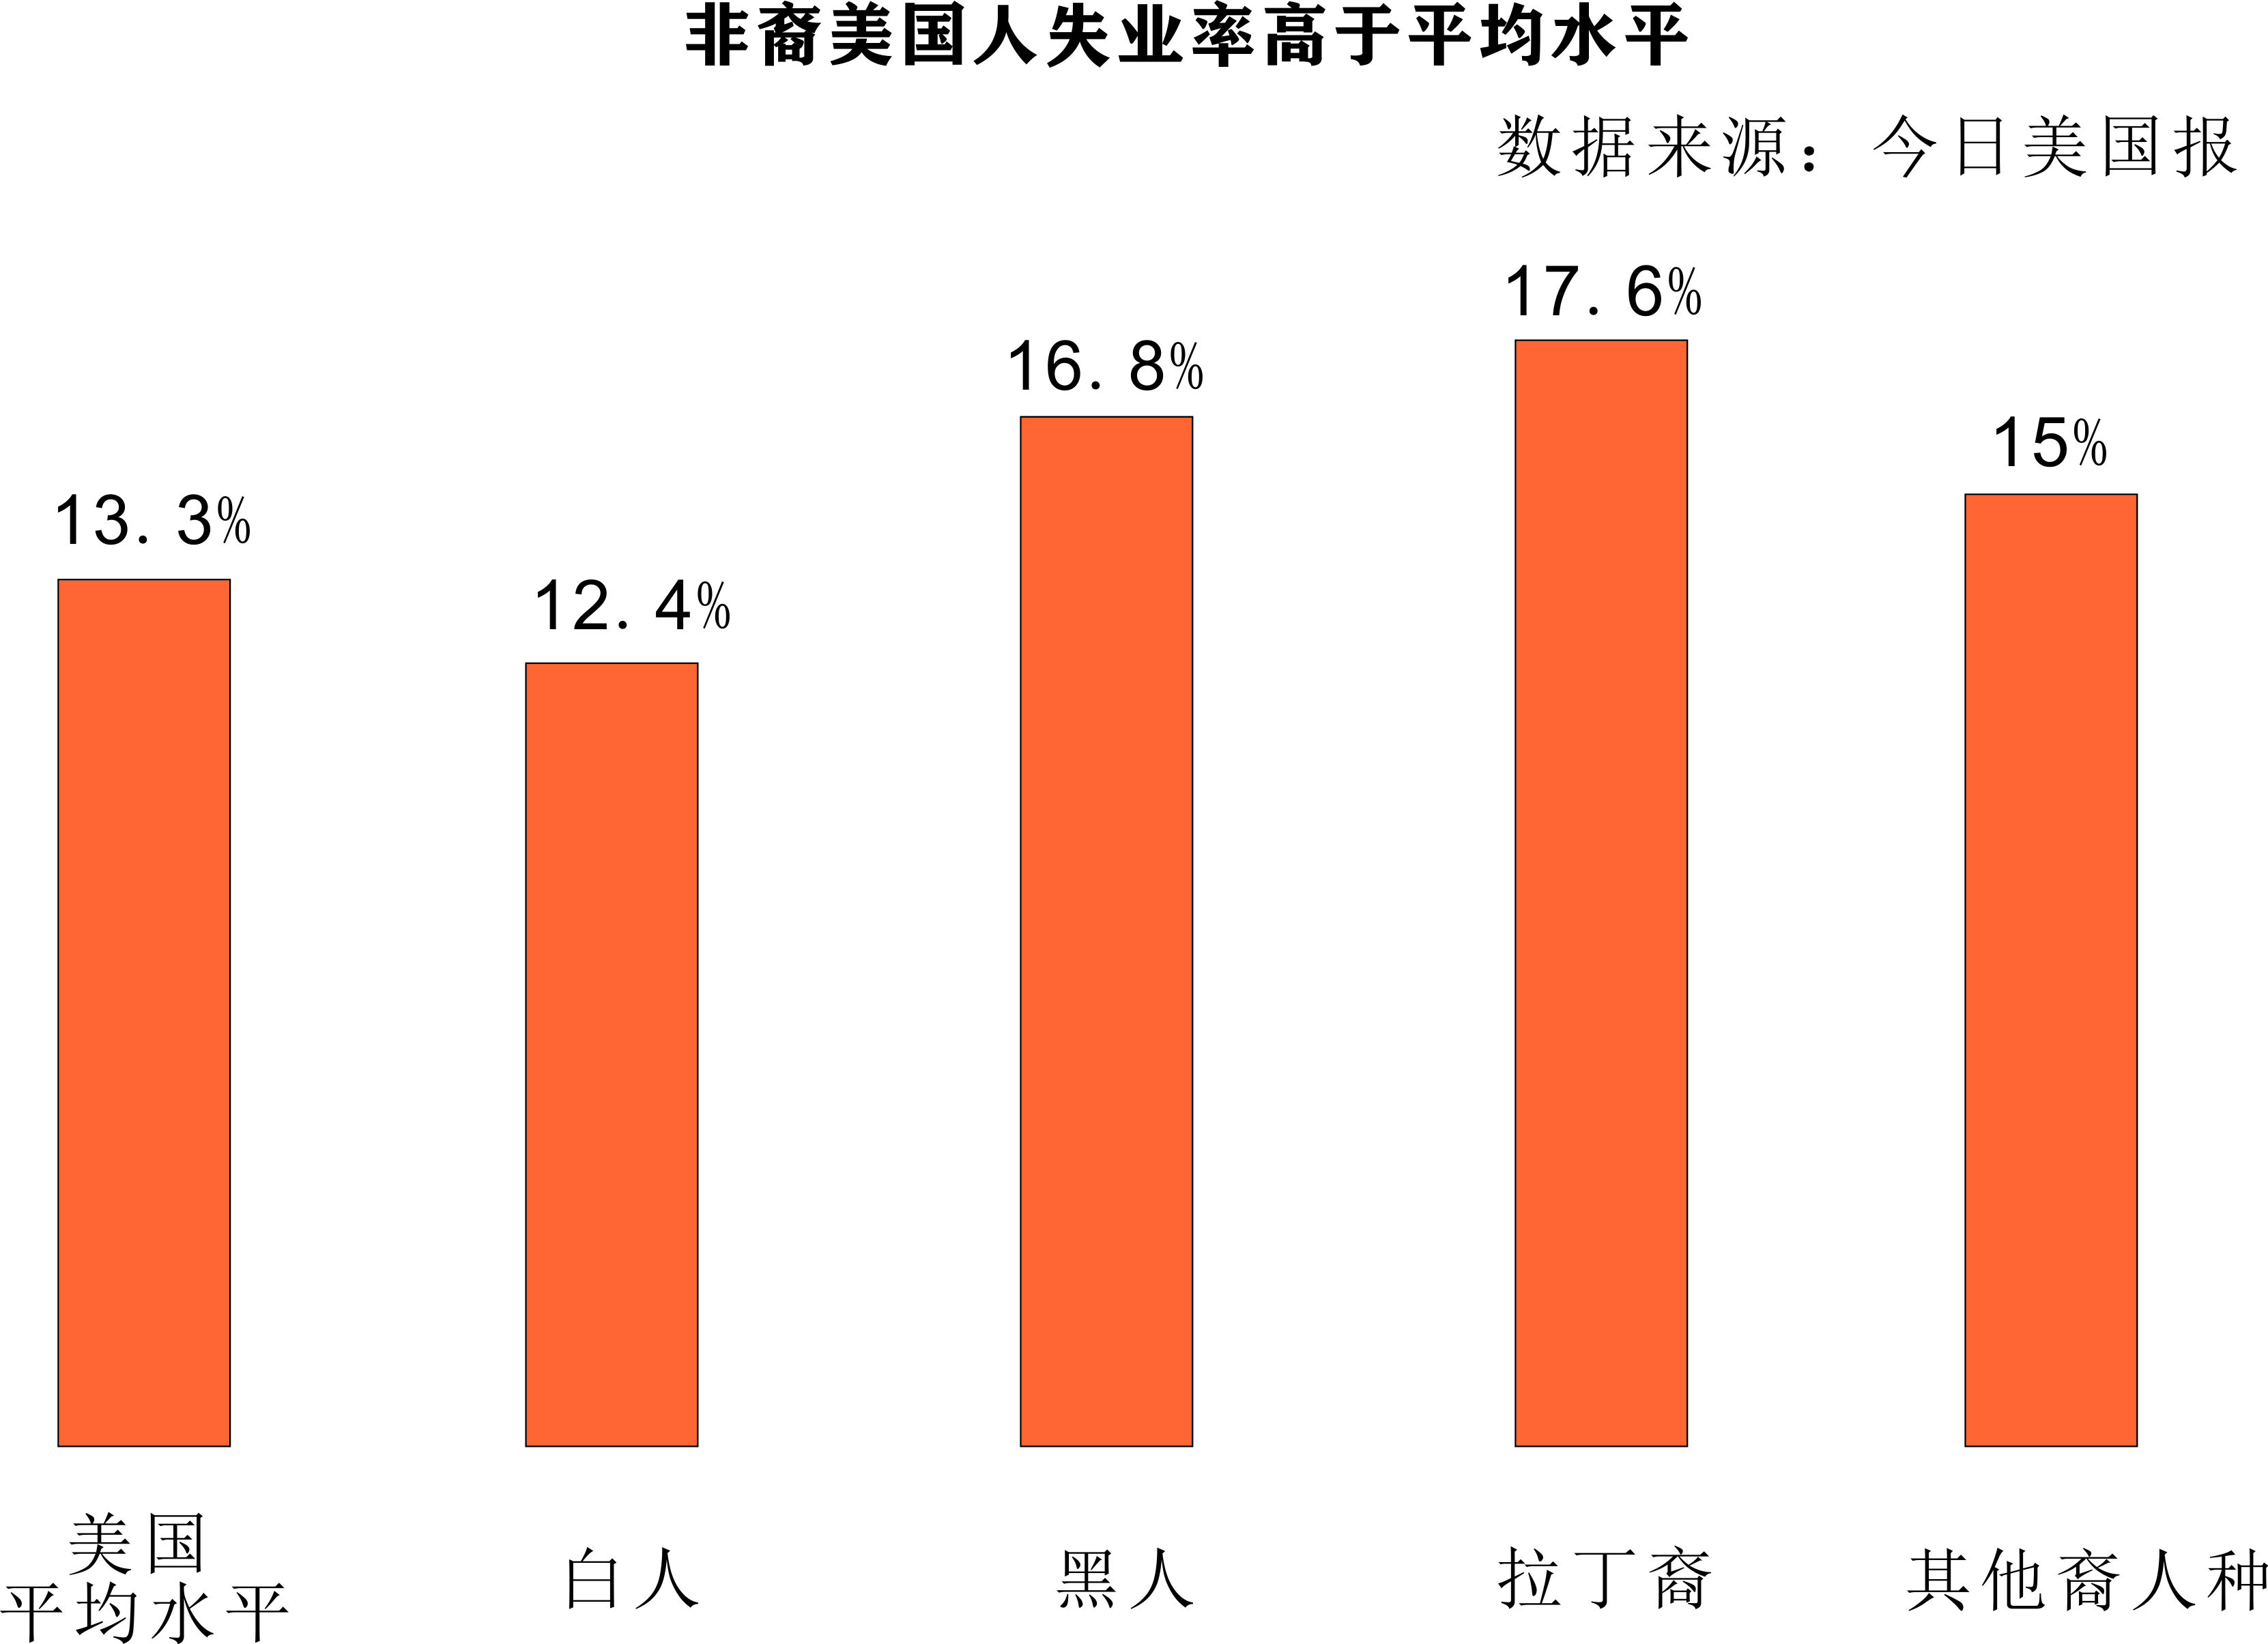 非裔美国人失业率高于平均水平
数据来源：今日美国报
17.6%
16.8%
15%
13.3%
12.4%
美国
平均水平
白人
黑人
拉丁裔
其他裔人种